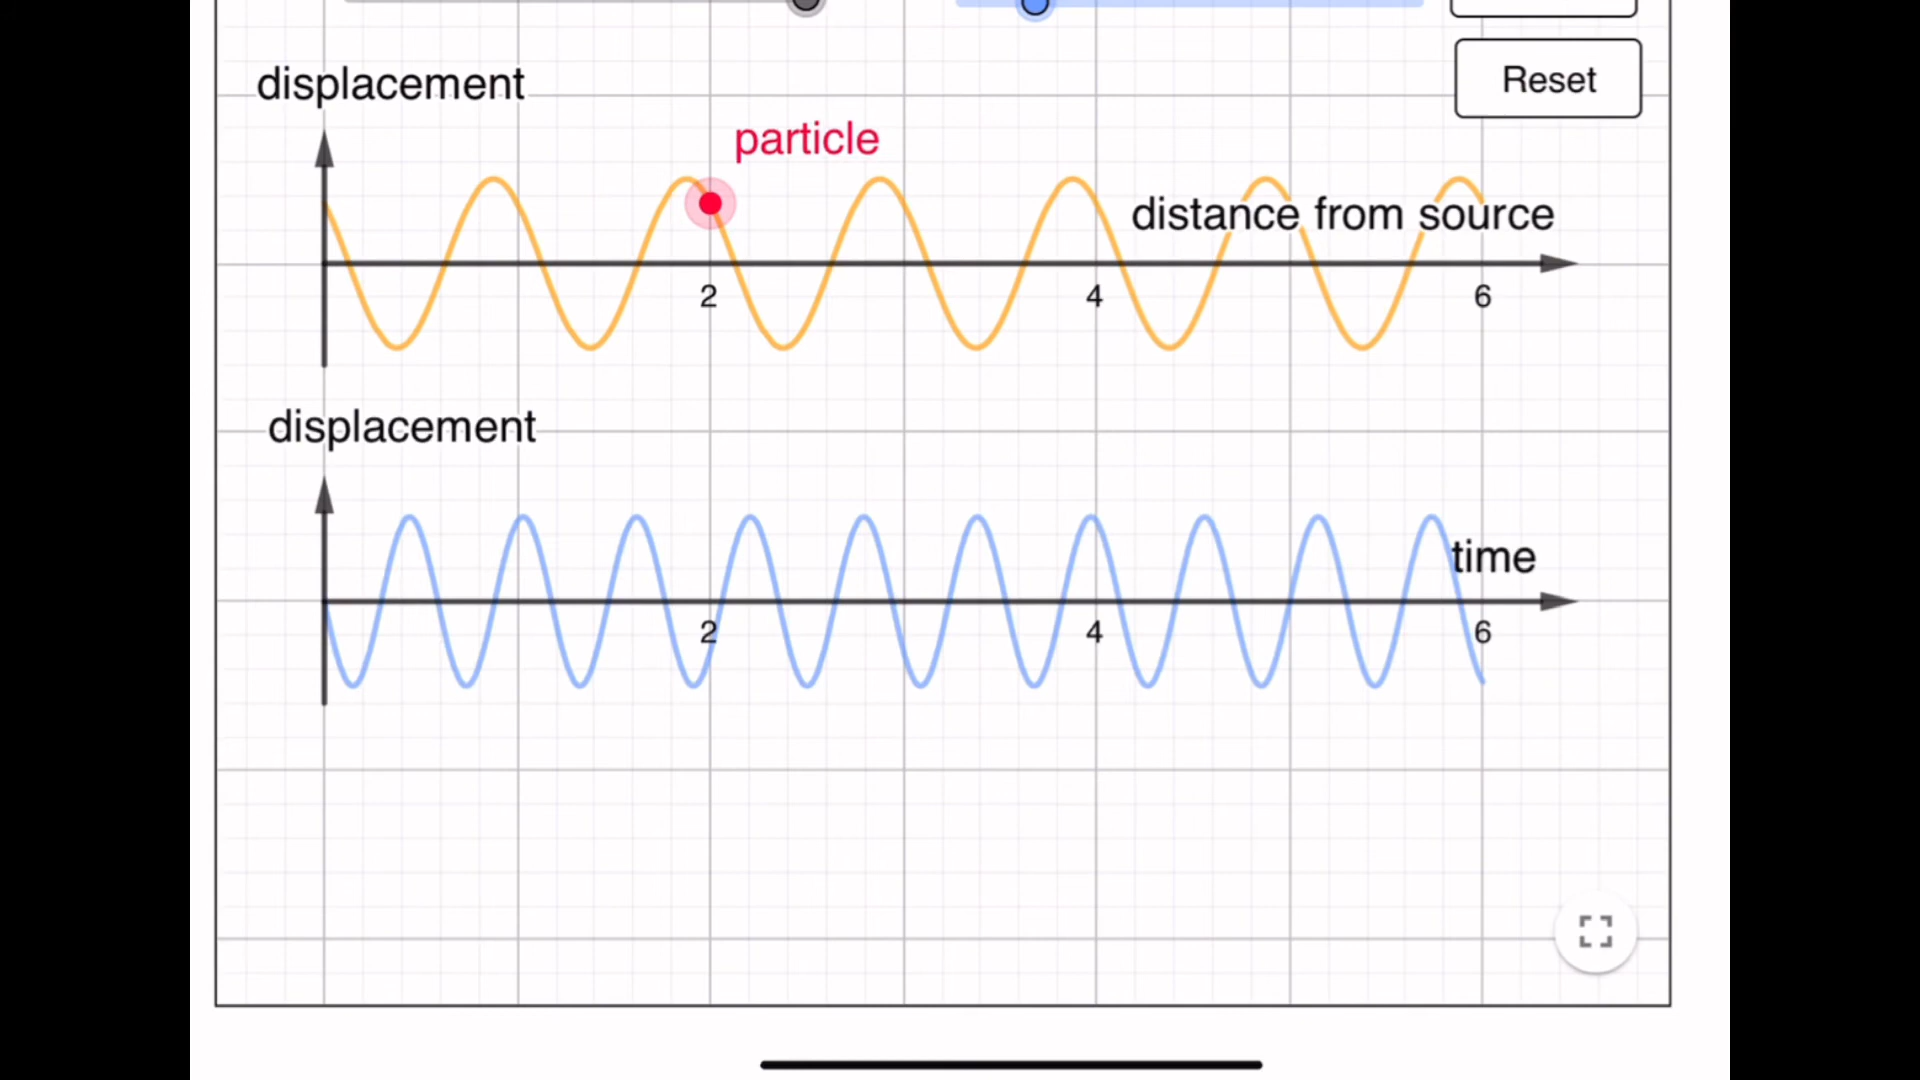 displacement
Reset
particle
distance from source
2
4
6
displacement
time
2
4
6